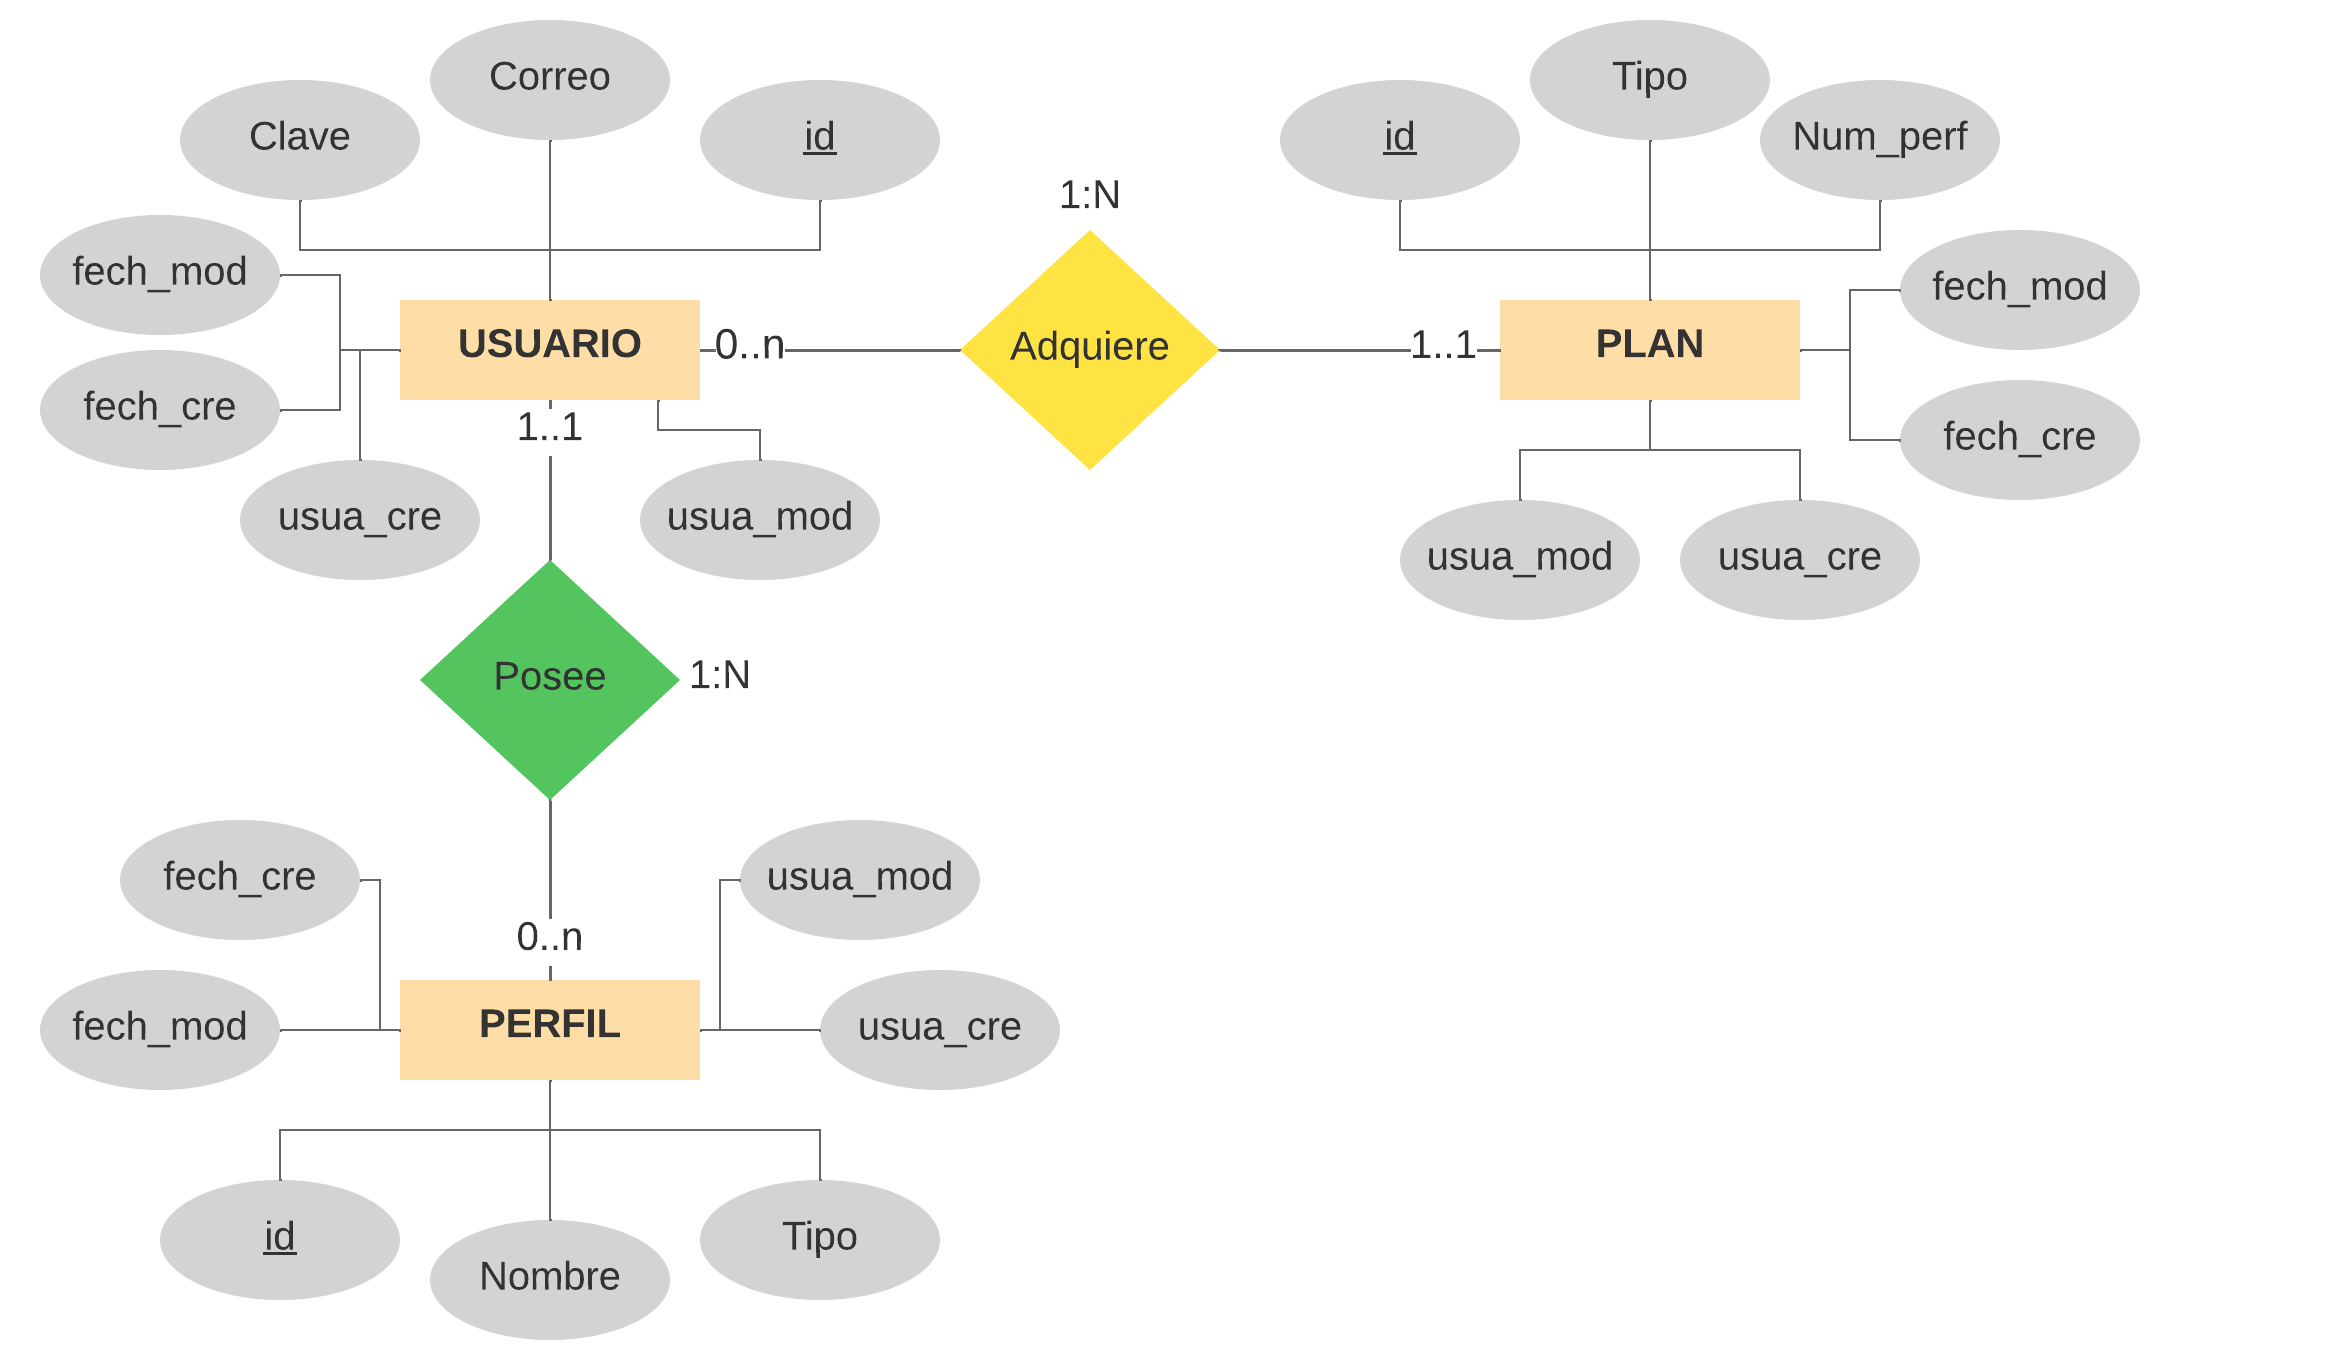 Correo
Tipo
Clave
id
id
Num_perf
1:N
fech_mod
fech_mod
USUARIO
0..n
Adquiere
1..1
PLAN
fech_cre
1..1
fech_cre
usua_cre
usua_mod
usua_mod
usua_cre
Posee
1:N
fech_cre
usua_mod
0..n
fech_mod
PERFIL
usua_cre
id
Nombre
Tipo